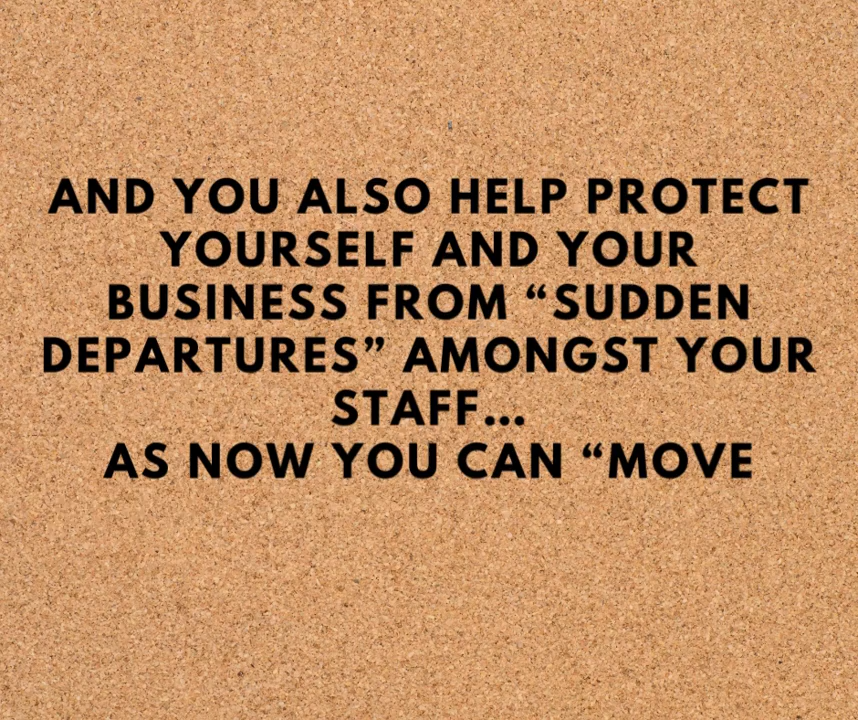 AND YOU ALSO HELP PROTECT
YOURSELF AND YOUR
BUSINESS FROM “SUDDEN
DEPARTURES” AMONGST YOUR
STAFF...
AS NOW YOU CAN “MOVE